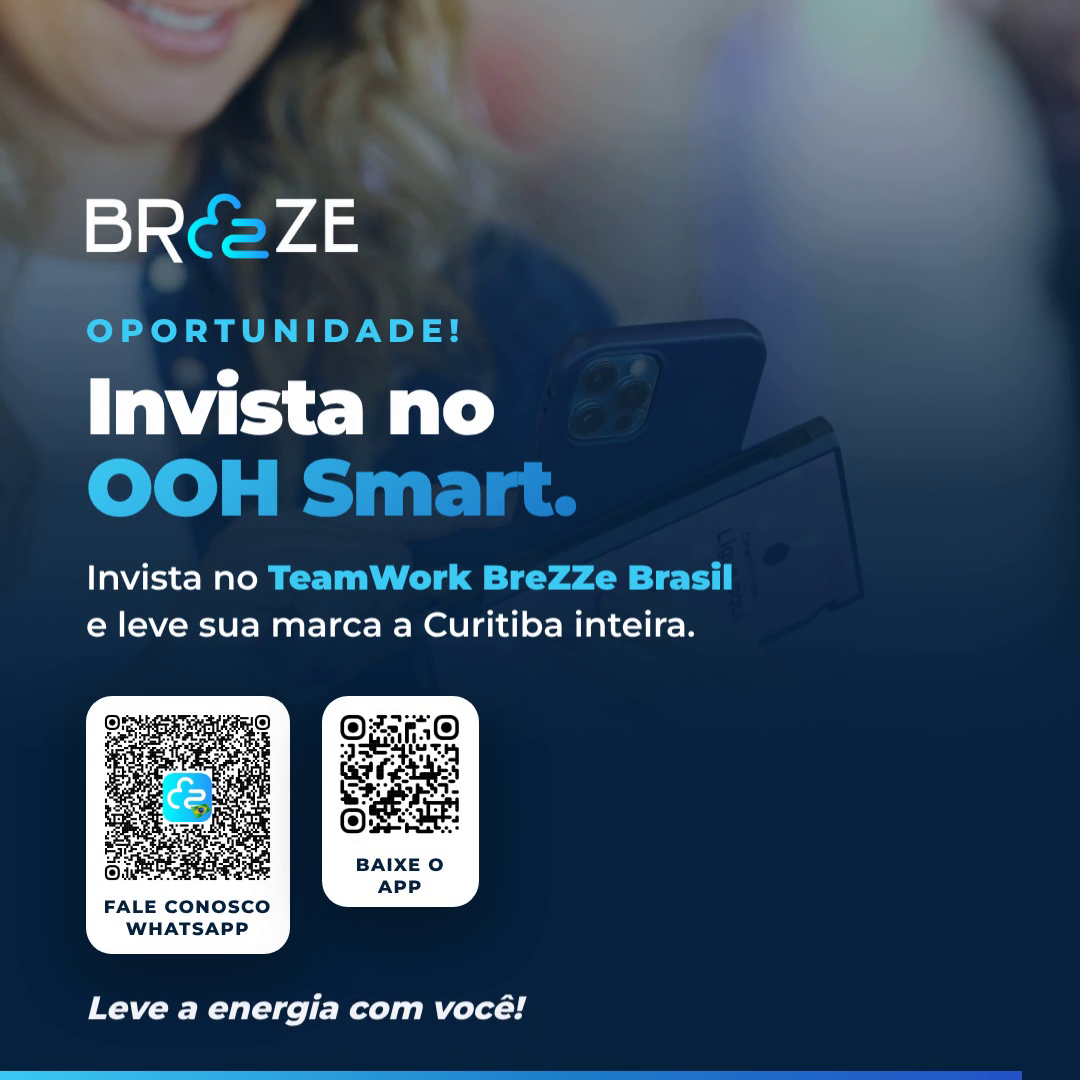 BREZZE
OPORTUNIDADE!
Invista no
OOH Smart.
Invista no TeamWork BreZZe Brasil
e leve sua marca a Curitiba inteira.
FALE CONOSCO
WHATSAPP
BAIXE O
APP
Leve a energia com você!